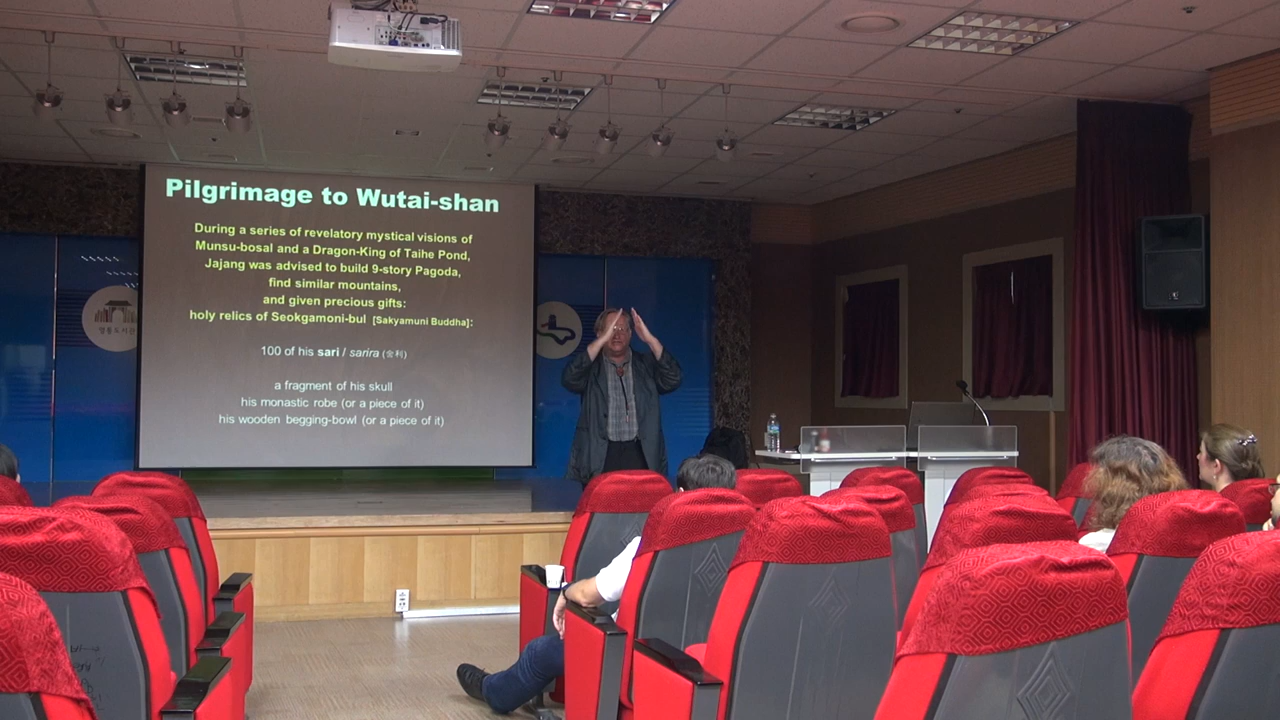 Pilgrimage to Wutai-shan
During a series of revelatory mystical visions of
Munsu-bosal and a Dragon-King of Taihe Pond,
Jajang was advised to build 9-story Pagoda,
find similar mountains,
and given precious gifts:
holy relics of Seokgamoni-bul [Sakyamuni Buddha]:
100 of his sari / sarira (舍利)
a fragment of his skull
his monastic robe (or a piece of it)
his wooden begging-bowl (or a piece of it)